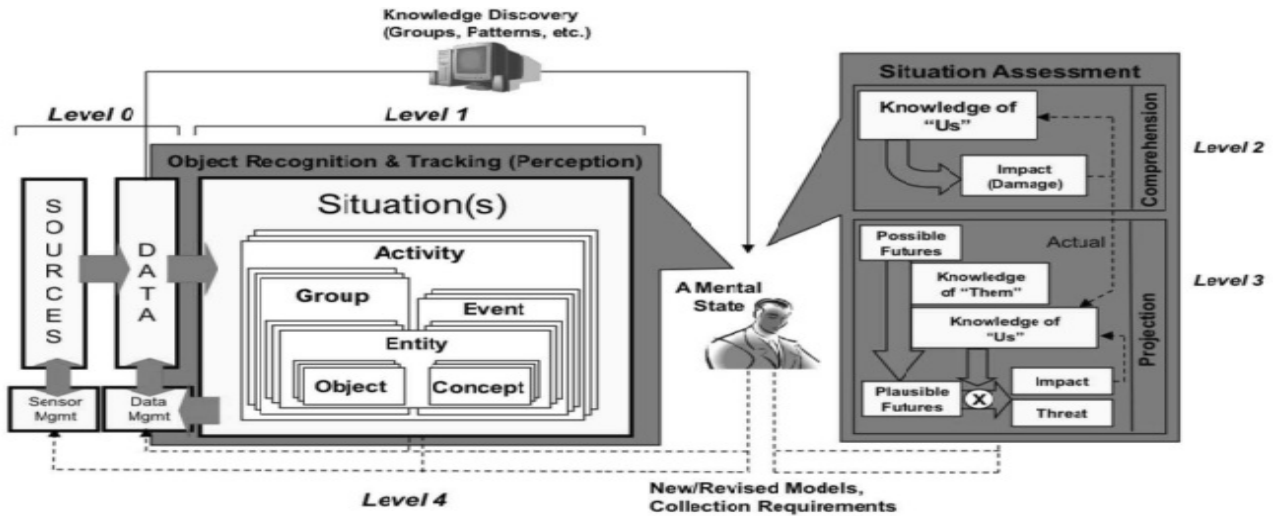 Knowledge Discovery
(Groups, Patterns, etc.)
Level 0
Level 1
Object Recognition & Tracking (Perception)
SOURCES
DATA
Situation(s)
Activity
Group
Event
Entity
Object
Concept
Sensor
Mgmt
Data
Mgmt
Level 4
A Mental
State
New/Revised Models,
Collection Requirements
Situation Assessment
Knowledge of
"Us"
Impact
(Damage)
Comprehension
Level 2
Possible
Futures
Actual
Knowledge
of "Them"
Knowledge of
"Us"
Plausible
Futures
X
Impact
Threat
Projection
Level 3